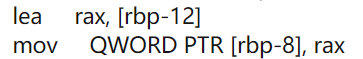 lea rax, [rbp-12]
mov QWORD PTR [rbp-8], rax